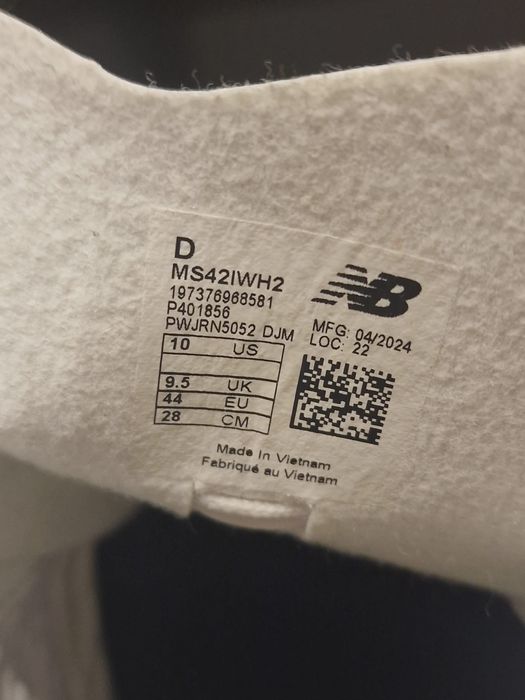 D
MS42IWH2
197376968581
P401856
PWJRN5052 DJM
10 US
9.5 UK
44 EU
28 CM
NB
MFG: 04/2024
LOC: 22
Made In Vietnam
Fabriqué au Vietnam